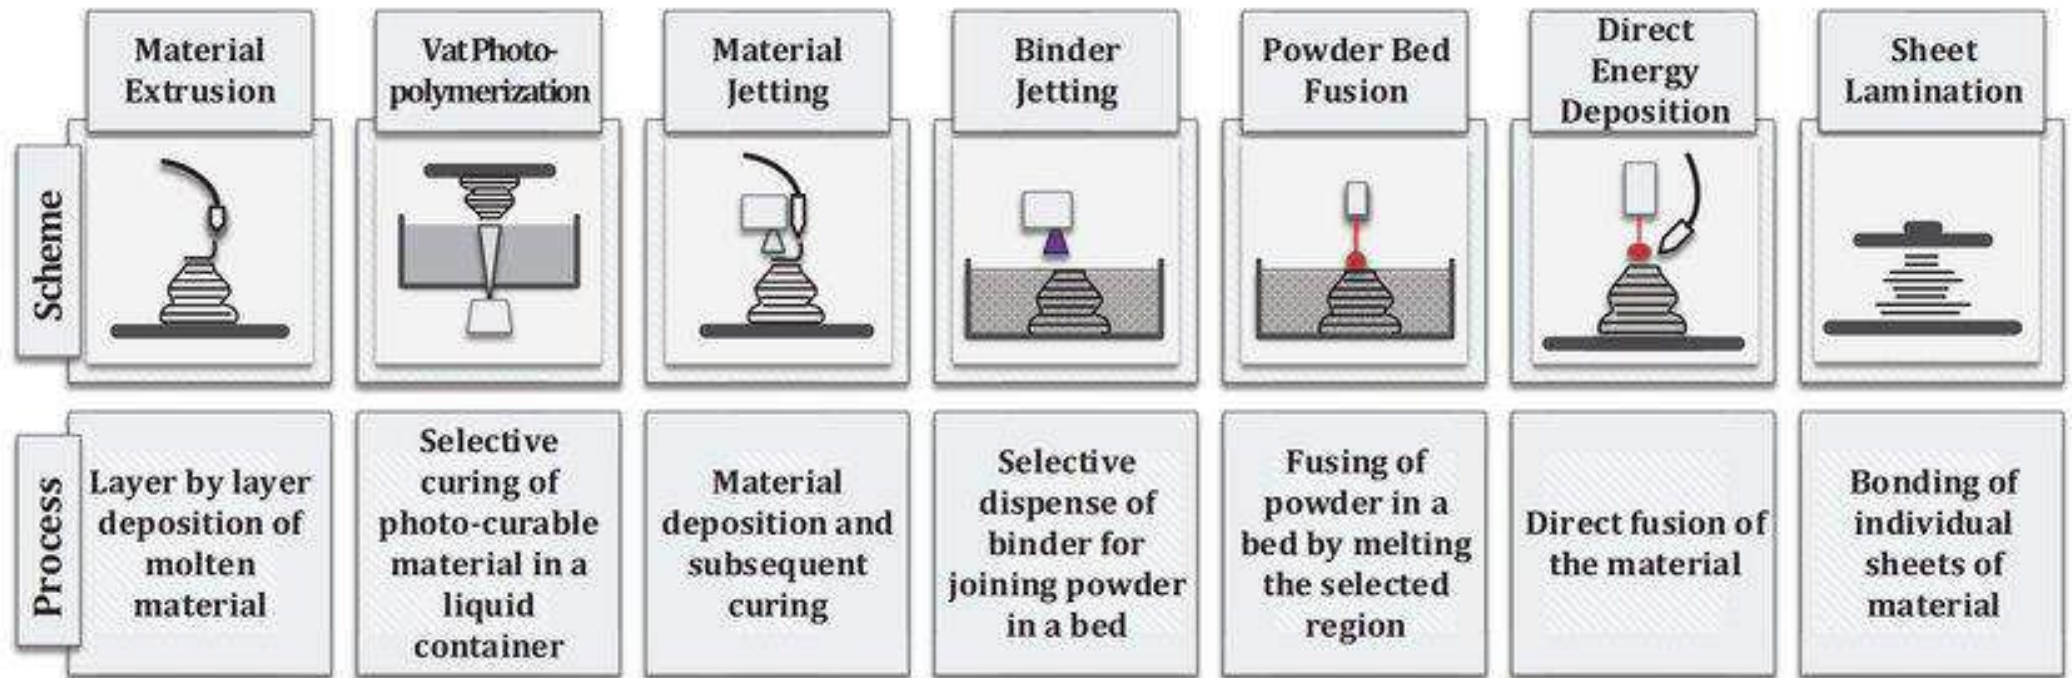 Material
Extrusion
Vat Photo-
polymerization
Material
Jetting
Binder
Jetting
Powder Bed
Fusion
Direct
Energy
Deposition
Sheet
Lamination
Scheme
Process
Layer by layer
deposition of
molten
material
Selective
curing of
photo-curable
material in a
liquid
container
Material
deposition and
subsequent
curing
Selective
dispense of
binder for
joining powder
in a bed
Fusing of
powder in a
bed by melting
the selected
region
Direct fusion of
the material
Bonding of
individual
sheets of
material